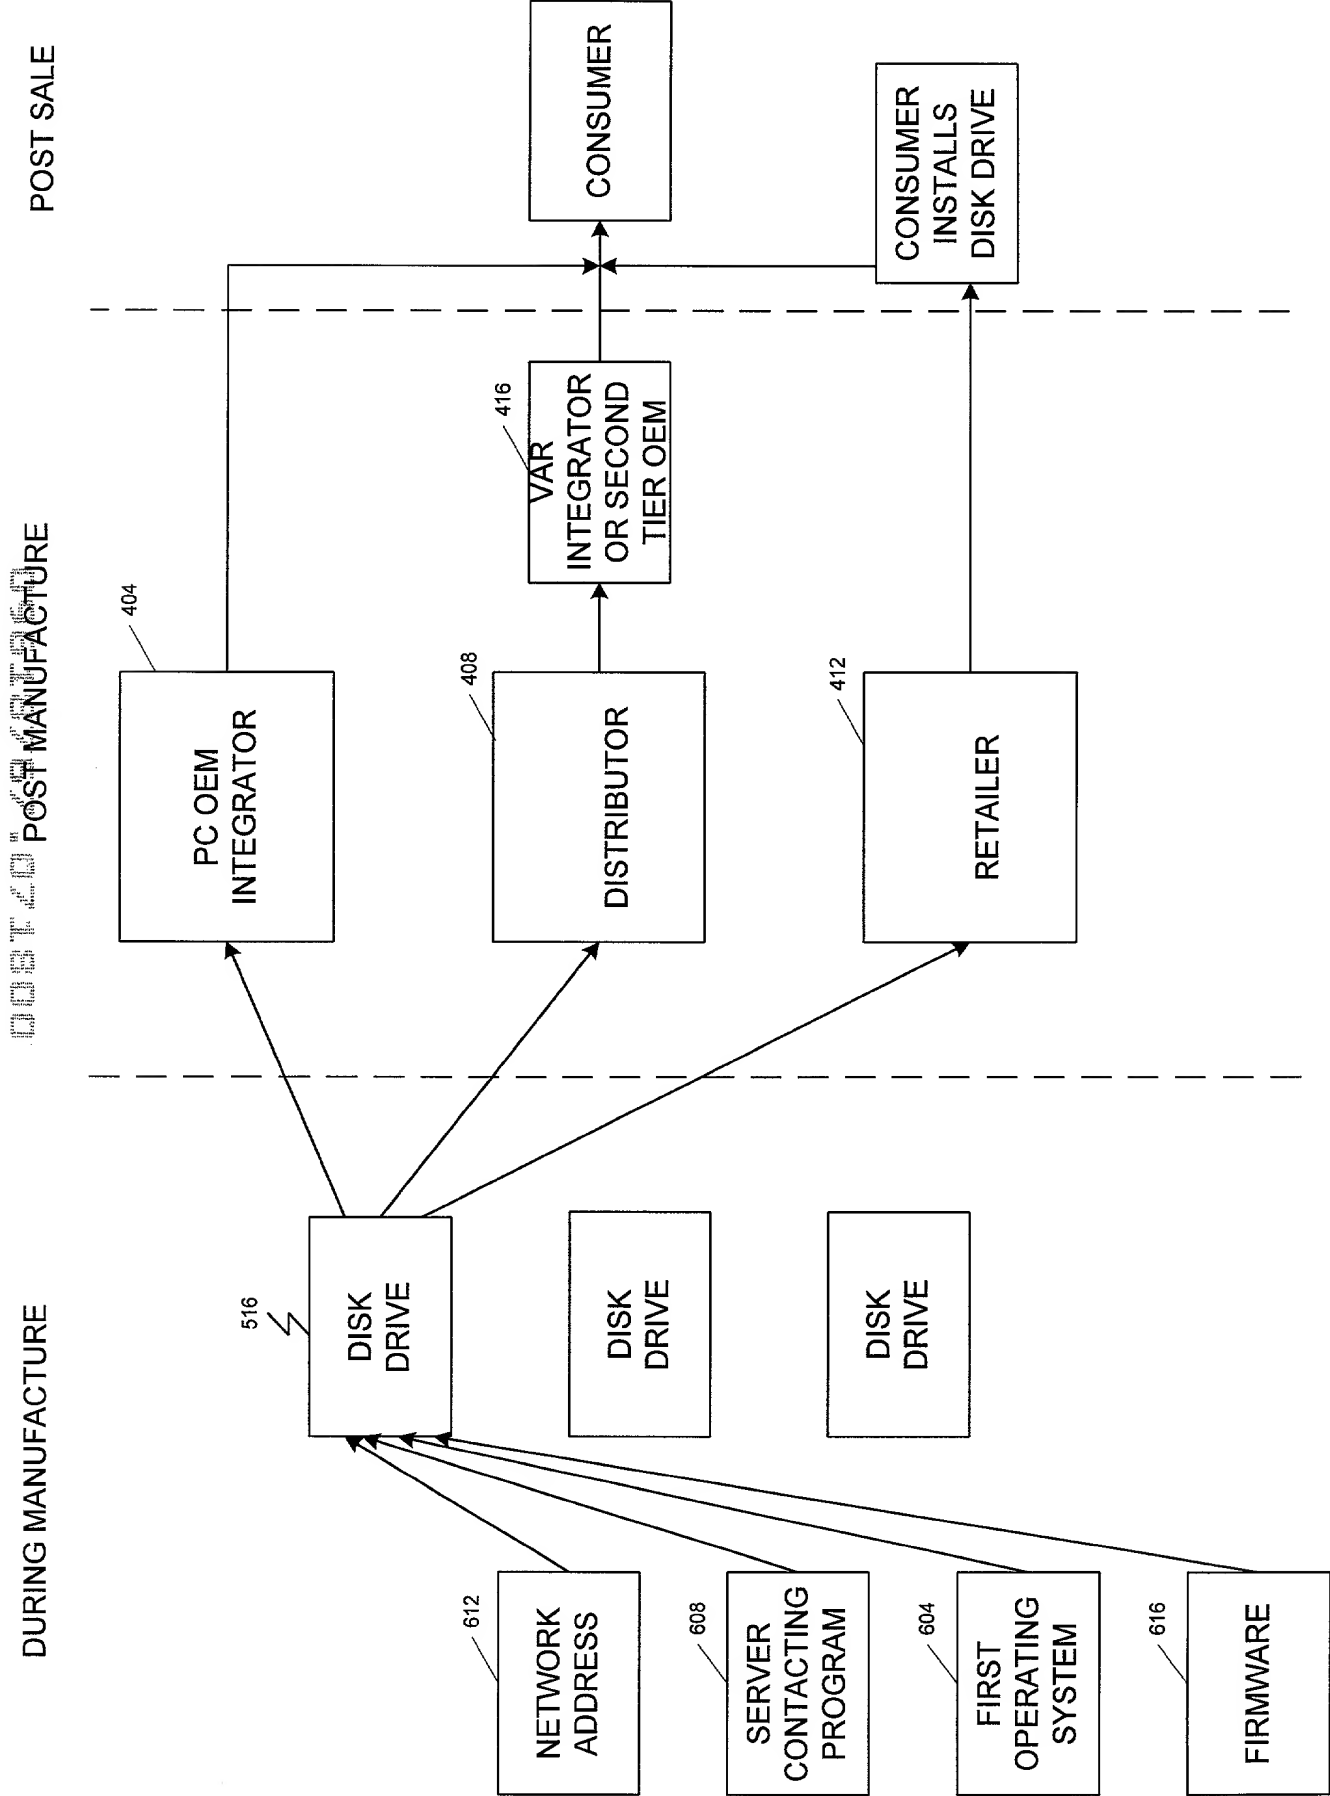 DURING MANUFACTURE
POST MANUFACTURE
POST SALE
612
NETWORK
ADDRESS
608
SERVER
CONTACTING
PROGRAM
604
FIRST
OPERATING
SYSTEM
616
FIRMWARE
516
DISK
DRIVE
DISK
DRIVE
DISK
DRIVE
404
PC OEM
INTEGRATOR
408
DISTRIBUTOR
412
RETAILER
416
VAR
INTEGRATOR
OR SECOND
TIER OEM
CONSUMER
CONSUMER
INSTALLS
DISK DRIVE